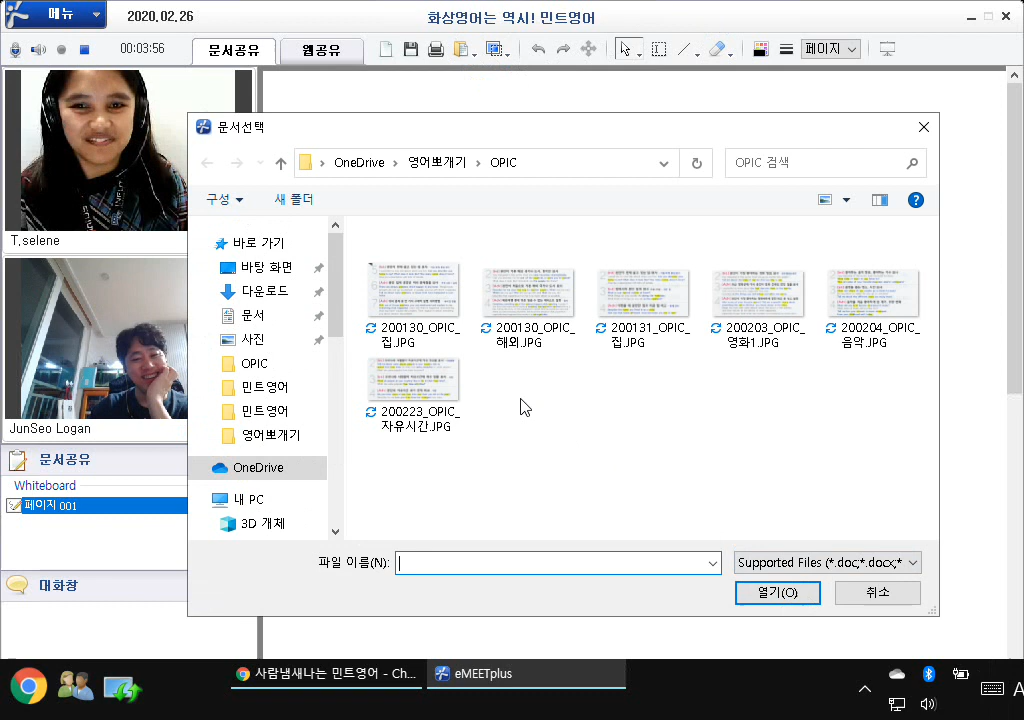 메뉴
2020.02.26
화상영어는 역시! 민트영어
00:03:56
문서공유
웹공유
페이지
T.selene
JunSeo Logan
문서공유
Whiteboard
페이지 001
대화창
문서선택
OneDrive
영어뽀개기
OPIC
OPIC 검색
구성
새 폴더
바로 가기
바탕 화면
다운로드
문서
사진
OPIC
민트영어
민트영어
영어뽀개기
OneDrive
내 PC
3D 개체
200130_OPIC_
집.JPG
200130_OPIC_
해외.JPG
200131_OPIC_
집.JPG
200203_OPIC_
영화1.JPG
200204_OPIC_
음악.JPG
200223_OPIC_
자유시간.JPG
파일 이름(N):
Supported Files (*.doc;*.docx;*
열기(O)
취소
사람냄새나는 민트영어 - Ch...
eMEETplus
A